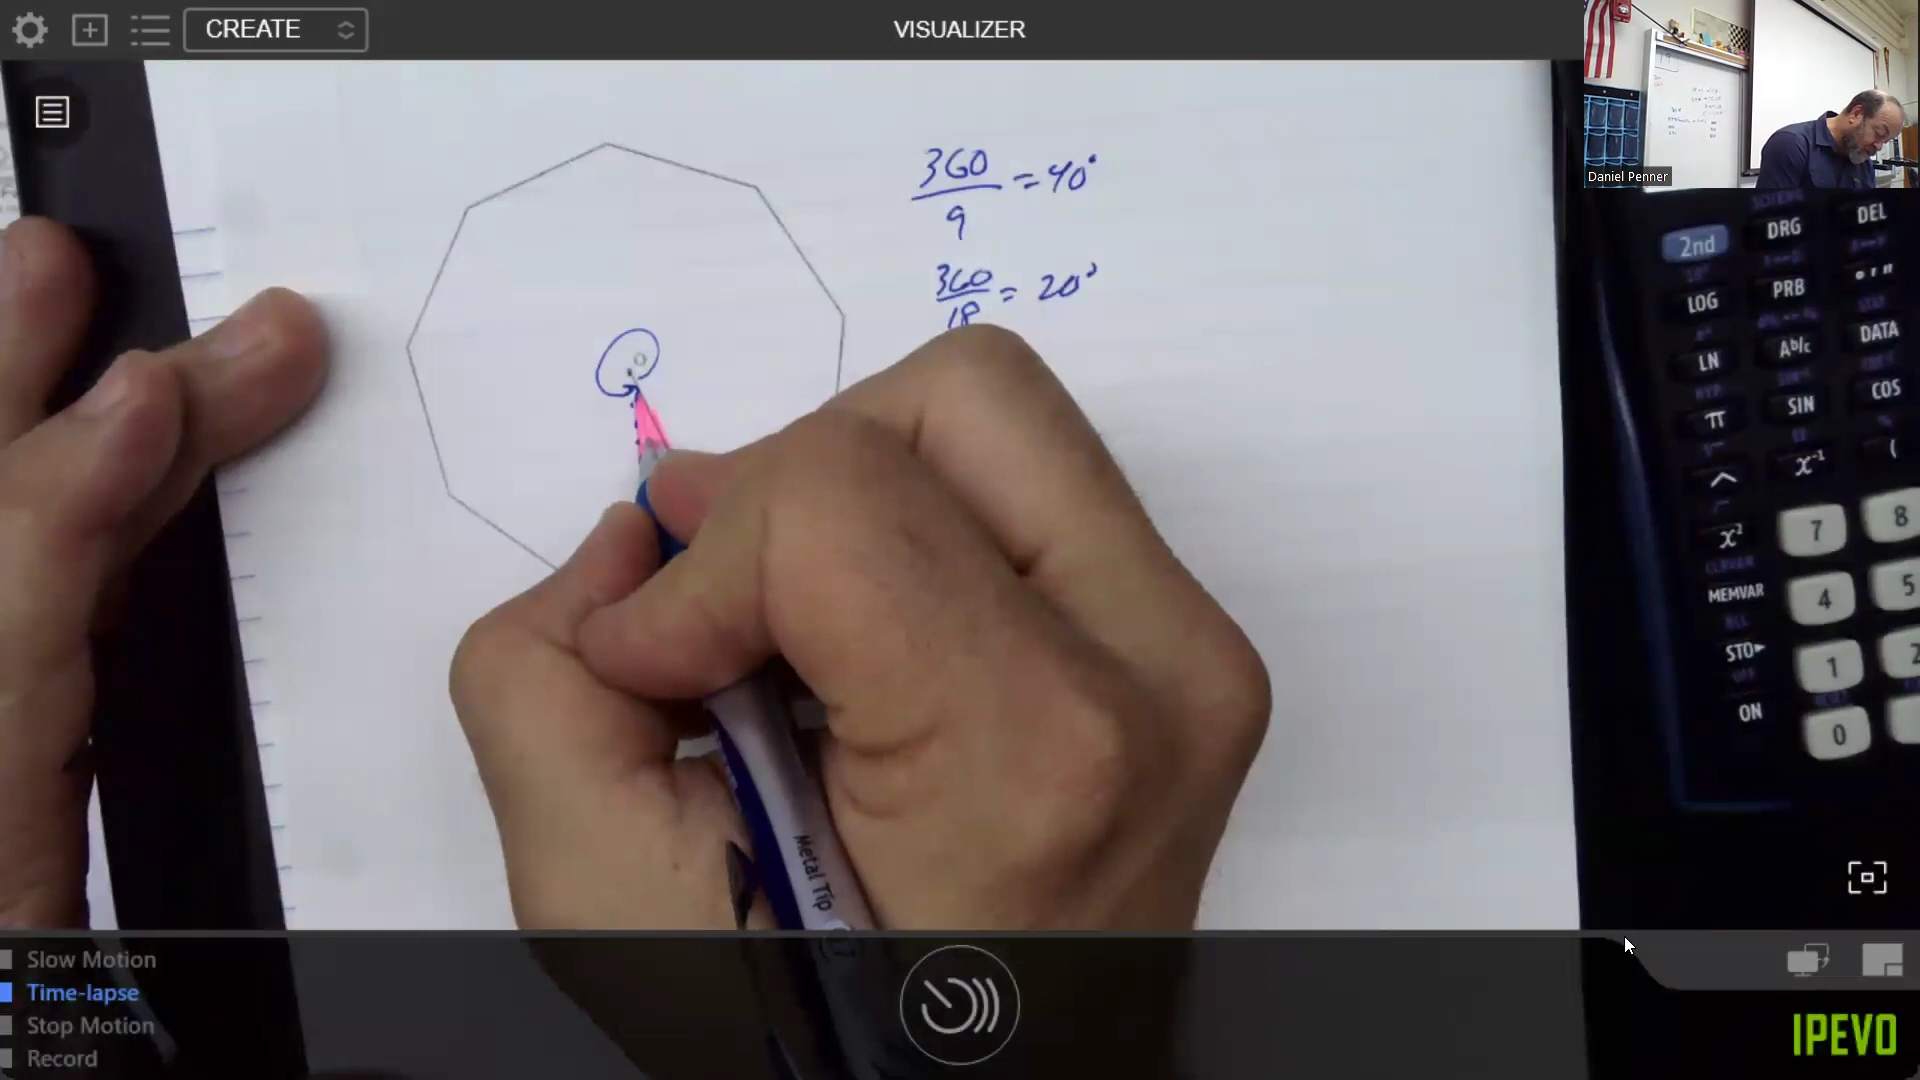 CREATE
VISUALIZER
Daniel Penner
360
9
= 40°
360
18
= 20°
O
2nd
DRG
DEL
LOG
PRB
° ' "
LN
Ab/c
DATA
π
SIN
COS
^
x⁻¹
(
x²
7
8
MEMVAR
4
5
STO►
1
2
ON
0
Metal Tip
Slow Motion
Time-lapse
Stop Motion
Record
IPEVO